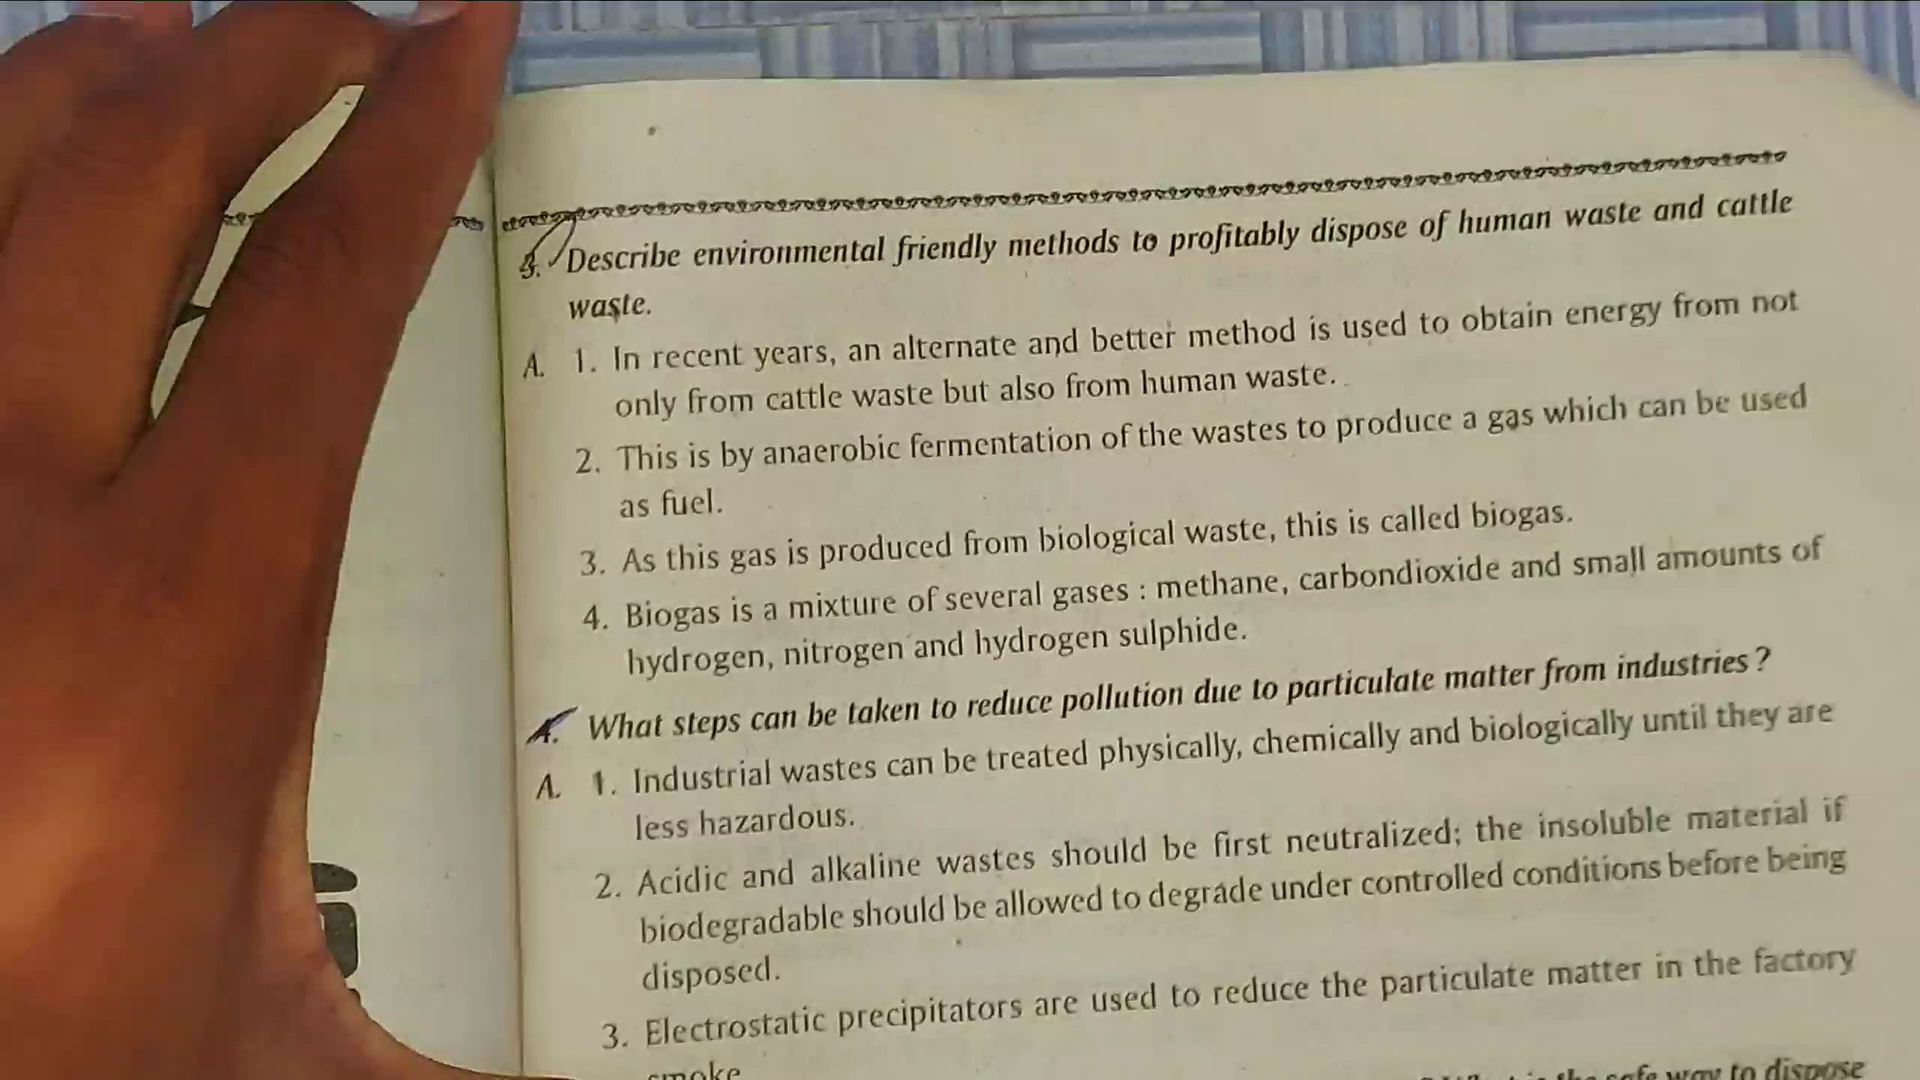 3. Describe environmental friendly methods to profitably dispose of human waste and cattle
waste.
A. 1. In recent years, an alternate and better method is used to obtain energy from not
only from cattle waste but also from human waste.
2. This is by anaerobic fermentation of the wastes to produce a gas which can be used
as fuel.
3. As this gas is produced from biological waste, this is called biogas.
4. Biogas is a mixture of several gases : methane, carbondioxide and small amounts of
hydrogen, nitrogen and hydrogen sulphide.
4. What steps can be taken to reduce pollution due to particulate matter from industries ?
A. 1. Industrial wastes can be treated physically, chemically and biologically until they are
less hazardous.
2. Acidic and alkaline wastes should be first neutralized; the insoluble material if
biodegradable should be allowed to degrade under controlled conditions before being
disposed.
3. Electrostatic precipitators are used to reduce the particulate matter in the factory
smoke
the safe way to dispose